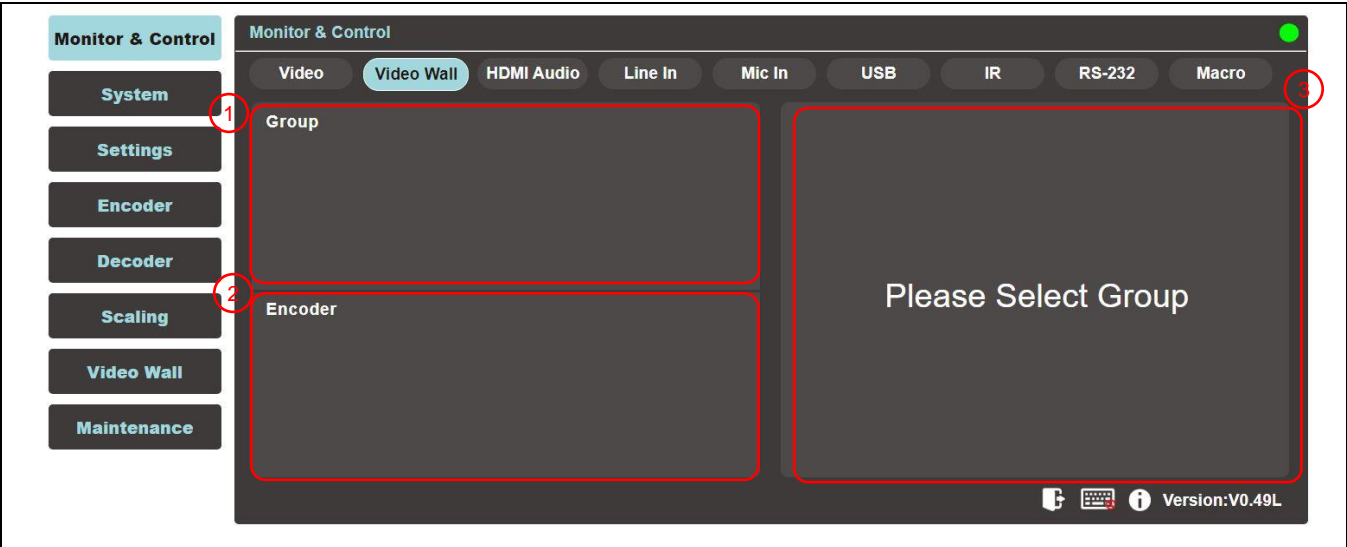 Monitor & Control
System
Settings
Encoder
Decoder
Scaling
Video Wall
Maintenance
Monitor & Control
Video Video Wall HDMI Audio Line In Mic In USB IR RS-232 Macro
1
Group
2
Encoder
3
Please Select Group
Version:V0.49L